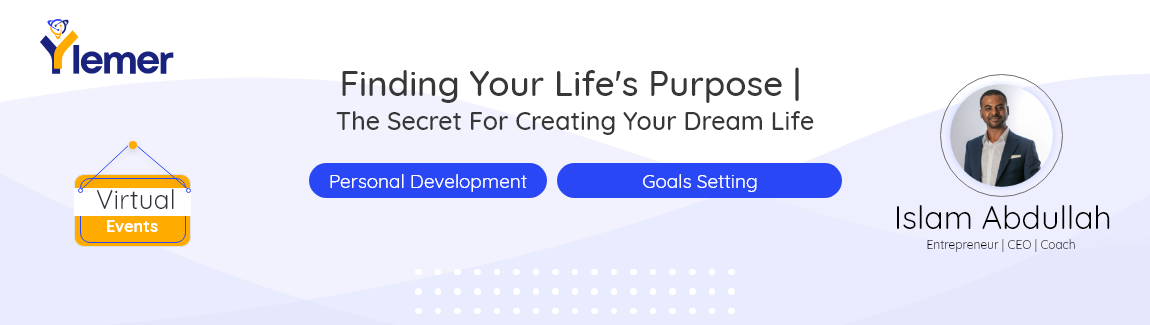 Ylemer
Finding Your Life's Purpose |
The Secret For Creating Your Dream Life
Personal Development
Goals Setting
Virtual
Events
Islam Abdullah
Entrepreneur | CEO | Coach